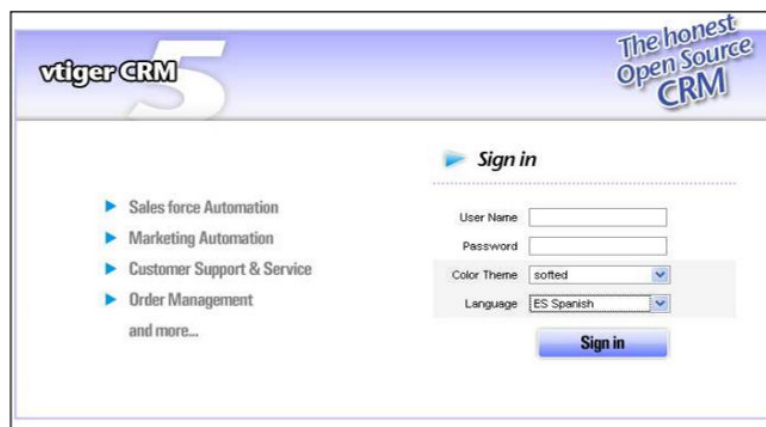 vtiger CRM 5
The honest
Open Source
CRM
Sales force Automation
Marketing Automation
Customer Support & Service
Order Management
and more...
Sign in
User Name
Password
Color Theme softed
Language ES Spanish
Sign in